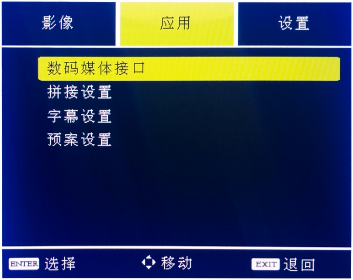 影像 应用 设置
数码媒体接口
拼接设置
字幕设置
预案设置
ENTER 选择 移动 EXIT 退回